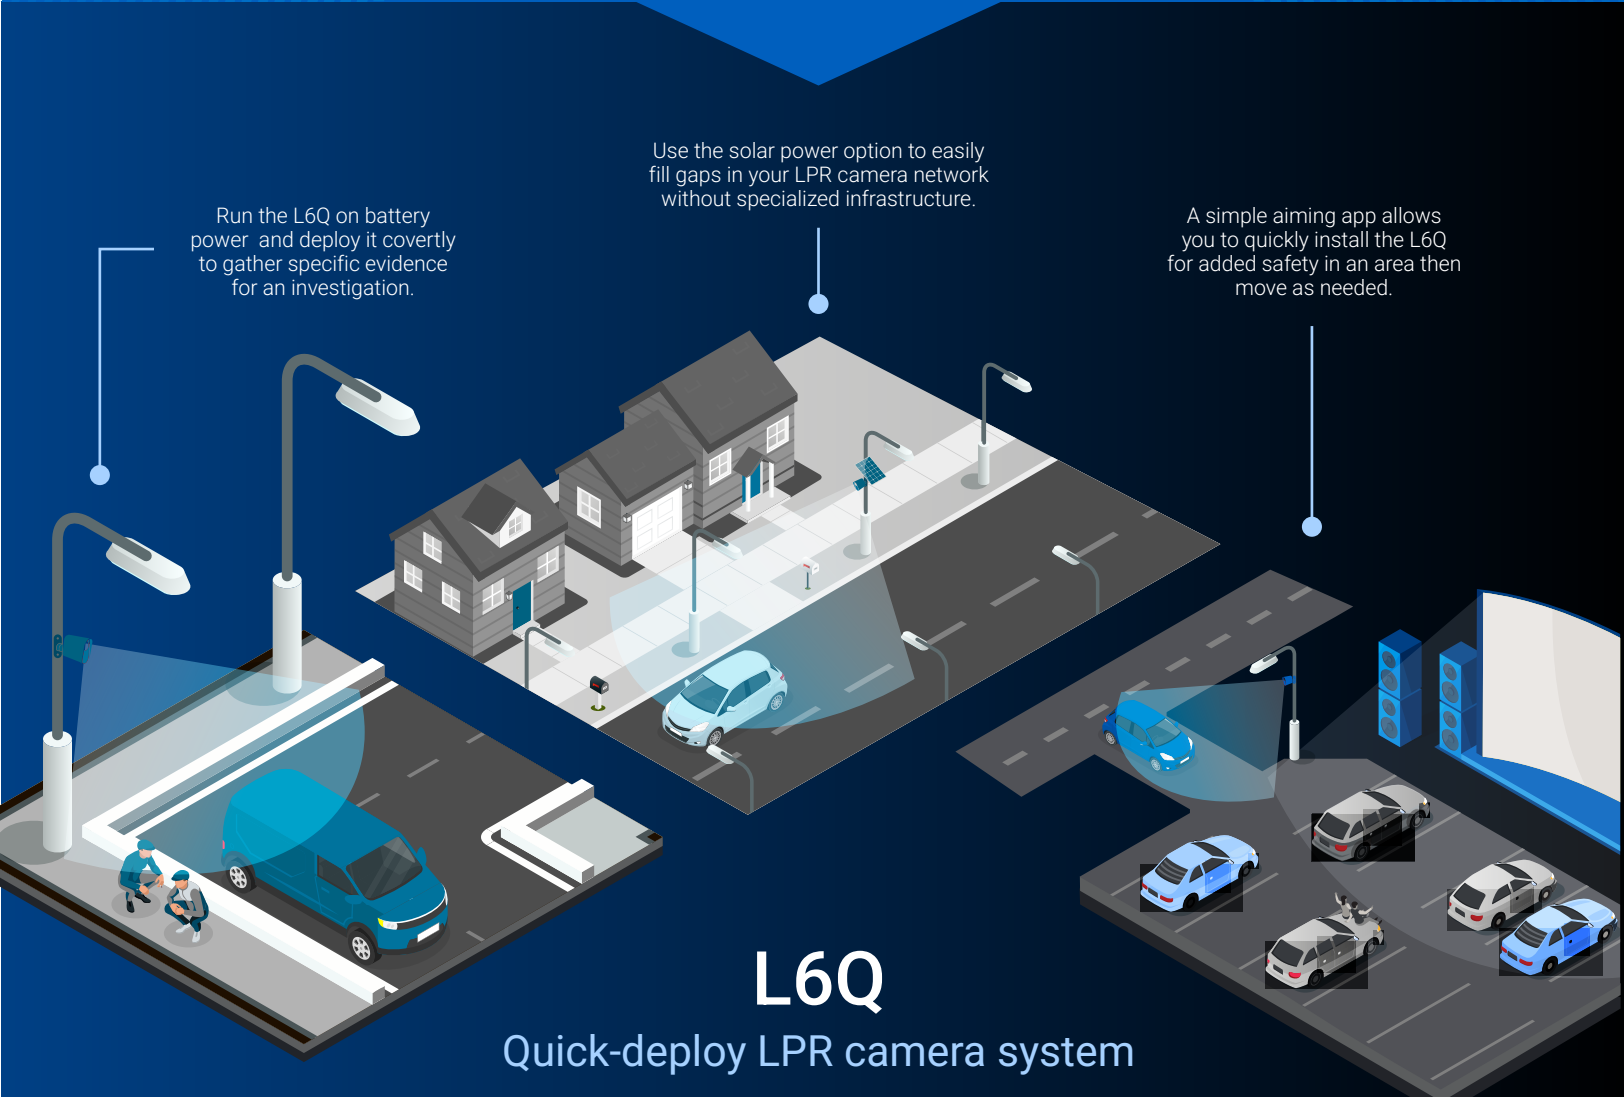 Use the solar power option to easily
fill gaps in your LPR camera network
without specialized infrastructure.
Run the L6Q on battery
power and deploy it covertly
to gather specific evidence
for an investigation.
A simple aiming app allows
you to quickly install the L6Q
for added safety in an area then
move as needed.
L6Q
Quick-deploy LPR camera system